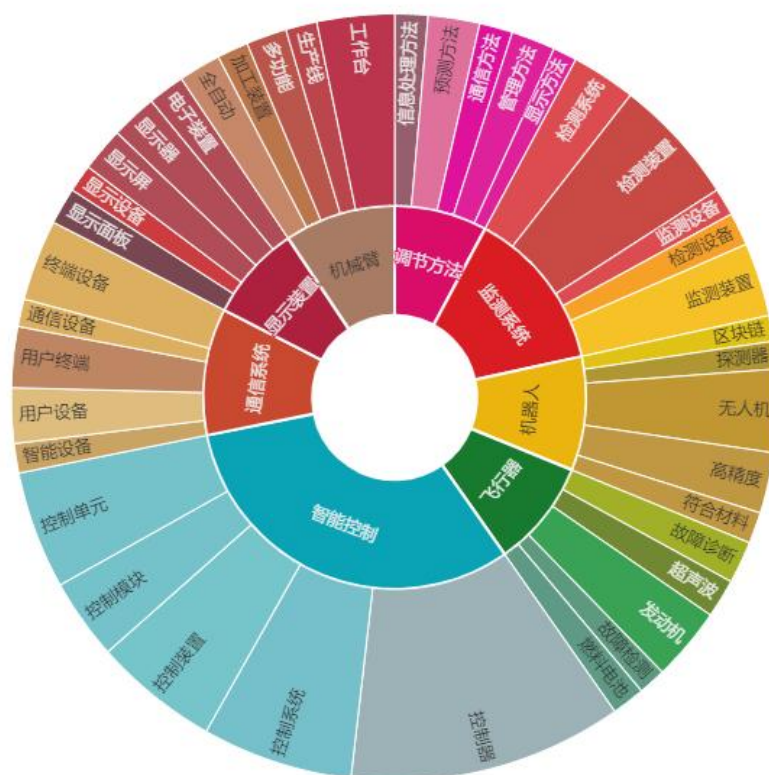 调节方法
监测系统
机器人
飞行器
智能控制
通信系统
显示装置
机械臂
信息处理方法
预测方法
通信方法
管理方法
显示方法
检测系统
检测装置
监测设备
检测设备
监测装置
区块链
探测器
无人机
高精度
符合材料
故障诊断
超声波
发动机
故障检测
燃料电池
控制器
控制系统
控制装置
控制模块
控制单元
智能设备
用户设备
用户终端
通信设备
终端设备
显示面板
显示设备
显示屏
显示器
电子装置
全自动
加工装置
多功能
生产线
工作台